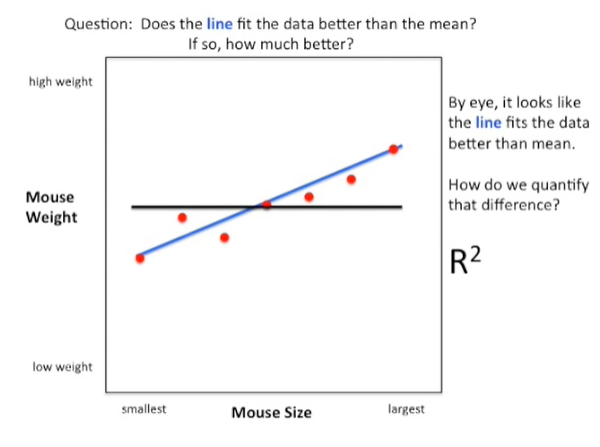 Question: Does the line fit the data better than the mean?
If so, how much better?
high weight
Mouse
Weight
low weight
smallest
Mouse Size
largest
By eye, it looks like
the line fits the data
better than mean.
How do we quantify
that difference?
R²